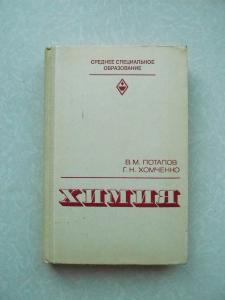 СРЕДНЕЕ СПЕЦИАЛЬНОЕ
ОБРАЗОВАНИЕ
В. М. ПОТАПОВ
Г. Н. ХОМЧЕНКО
ХИМИЯ